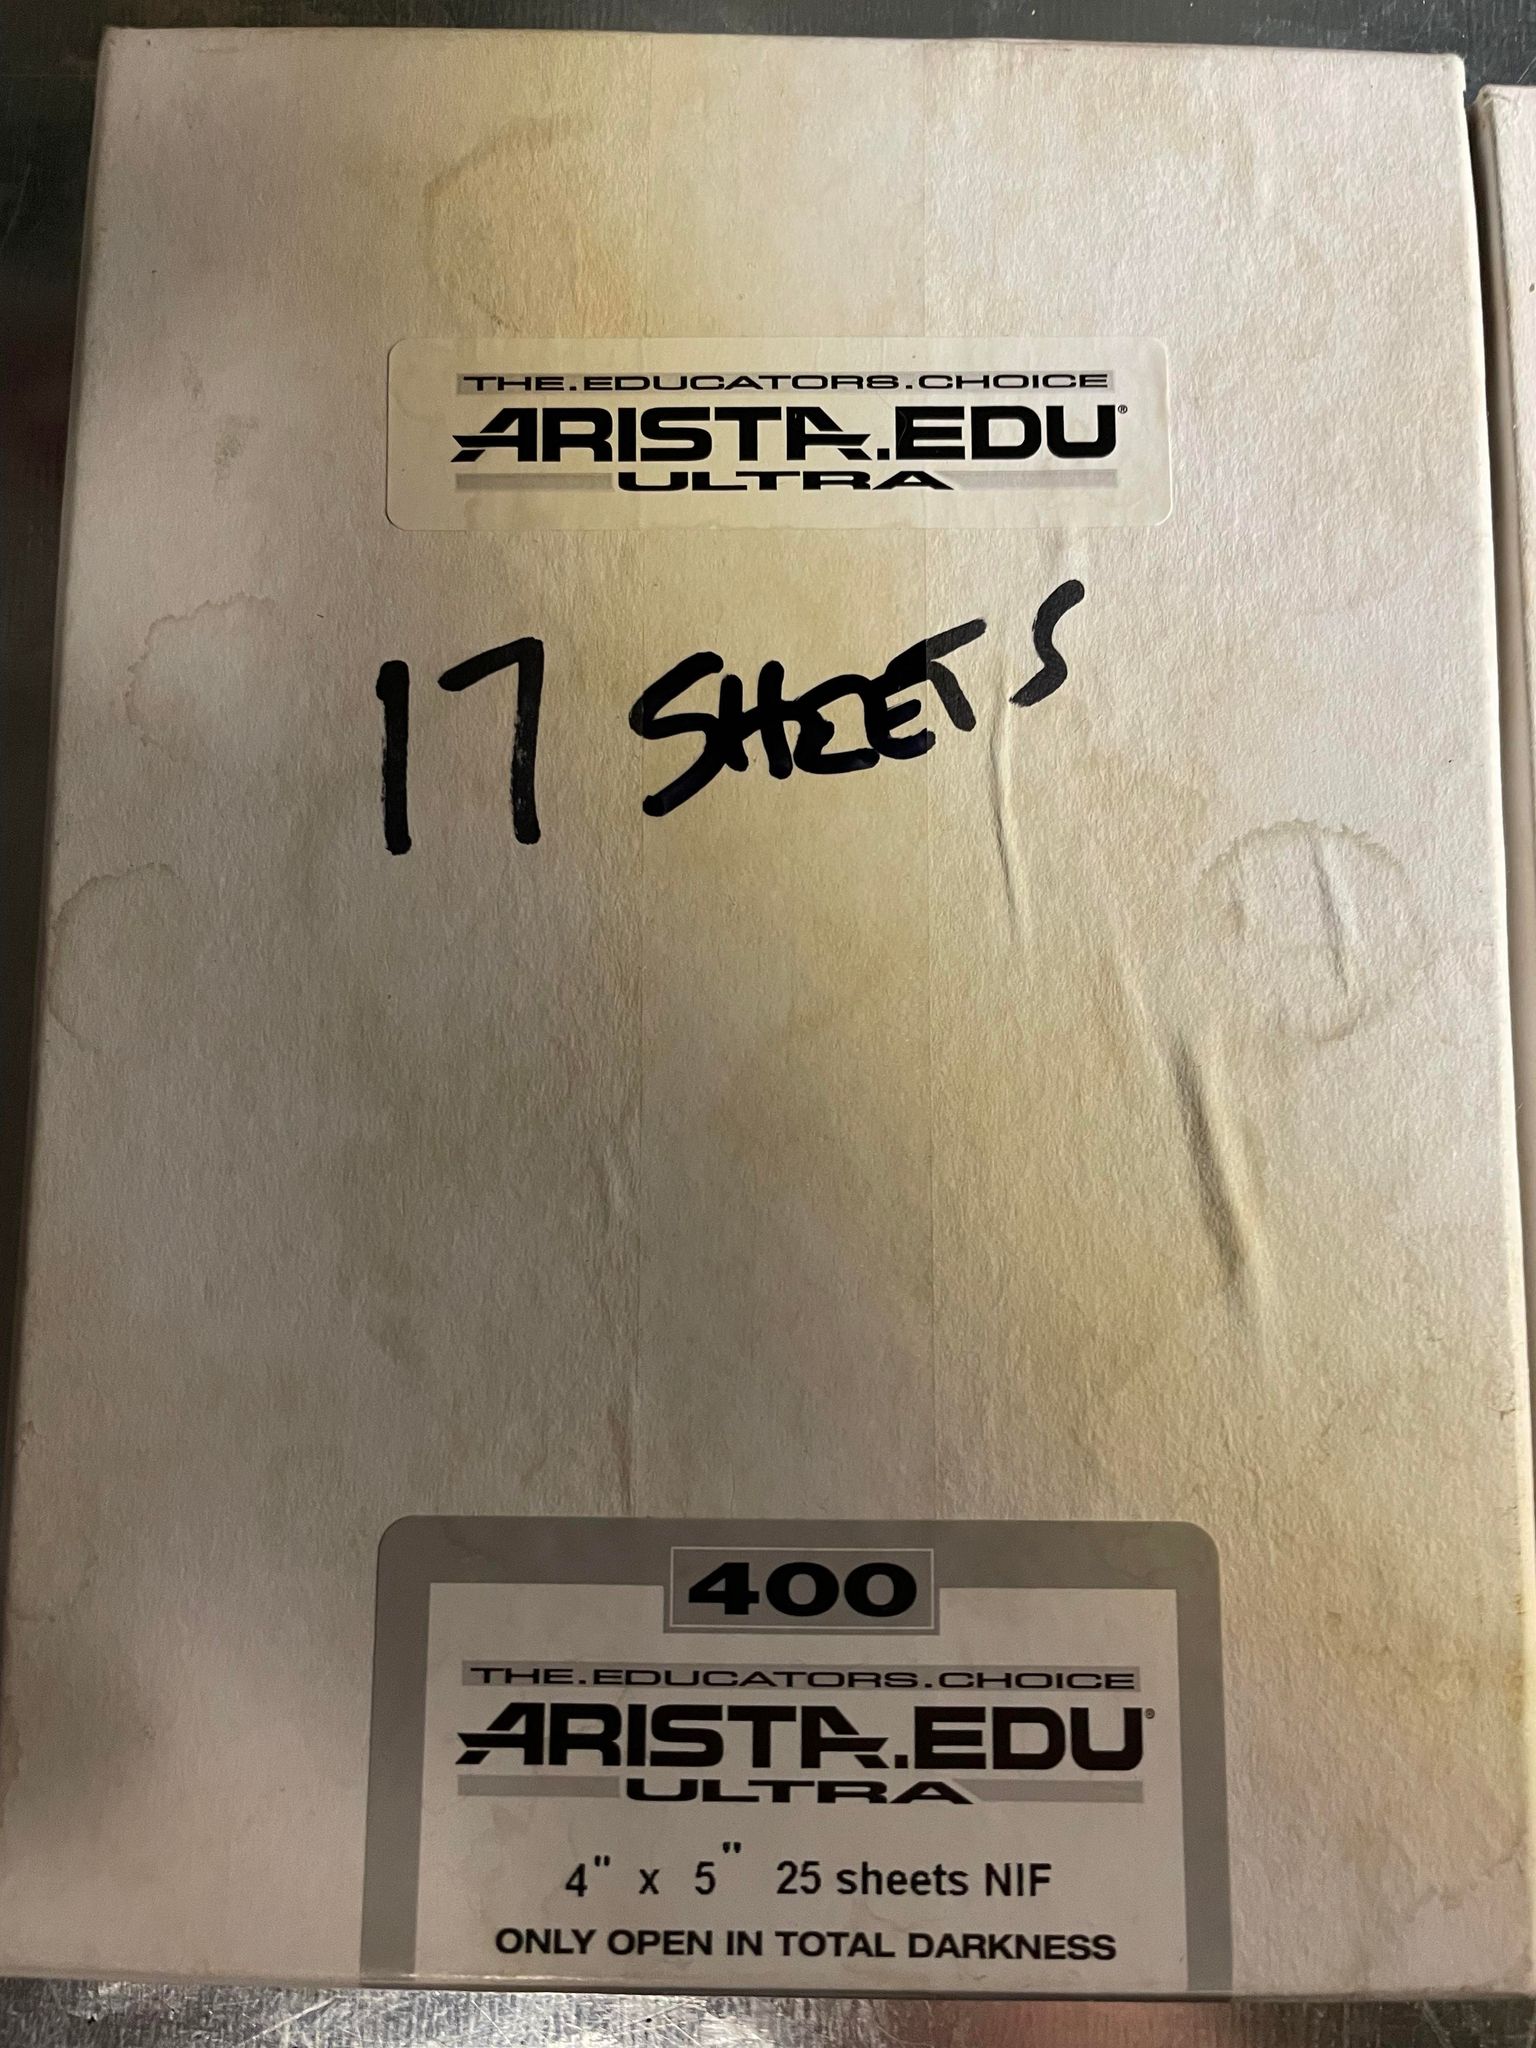 THE.EDUCATORS.CHOICE
ARISTA.EDU®
ULTRA
17 SHEETS
400
THE.EDUCATORS.CHOICE
ARISTA.EDU®
ULTRA
4" x 5" 25 sheets NIF
ONLY OPEN IN TOTAL DARKNESS